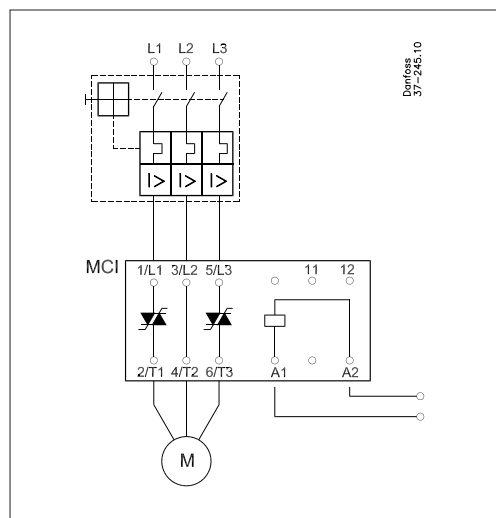 L1 L2 L3
Danfoss
37-245.10
I> I> I>
MCI 1/L1 3/L2 5/L3 11 12
2/T1 4/T2 6/T3 A1 A2
M